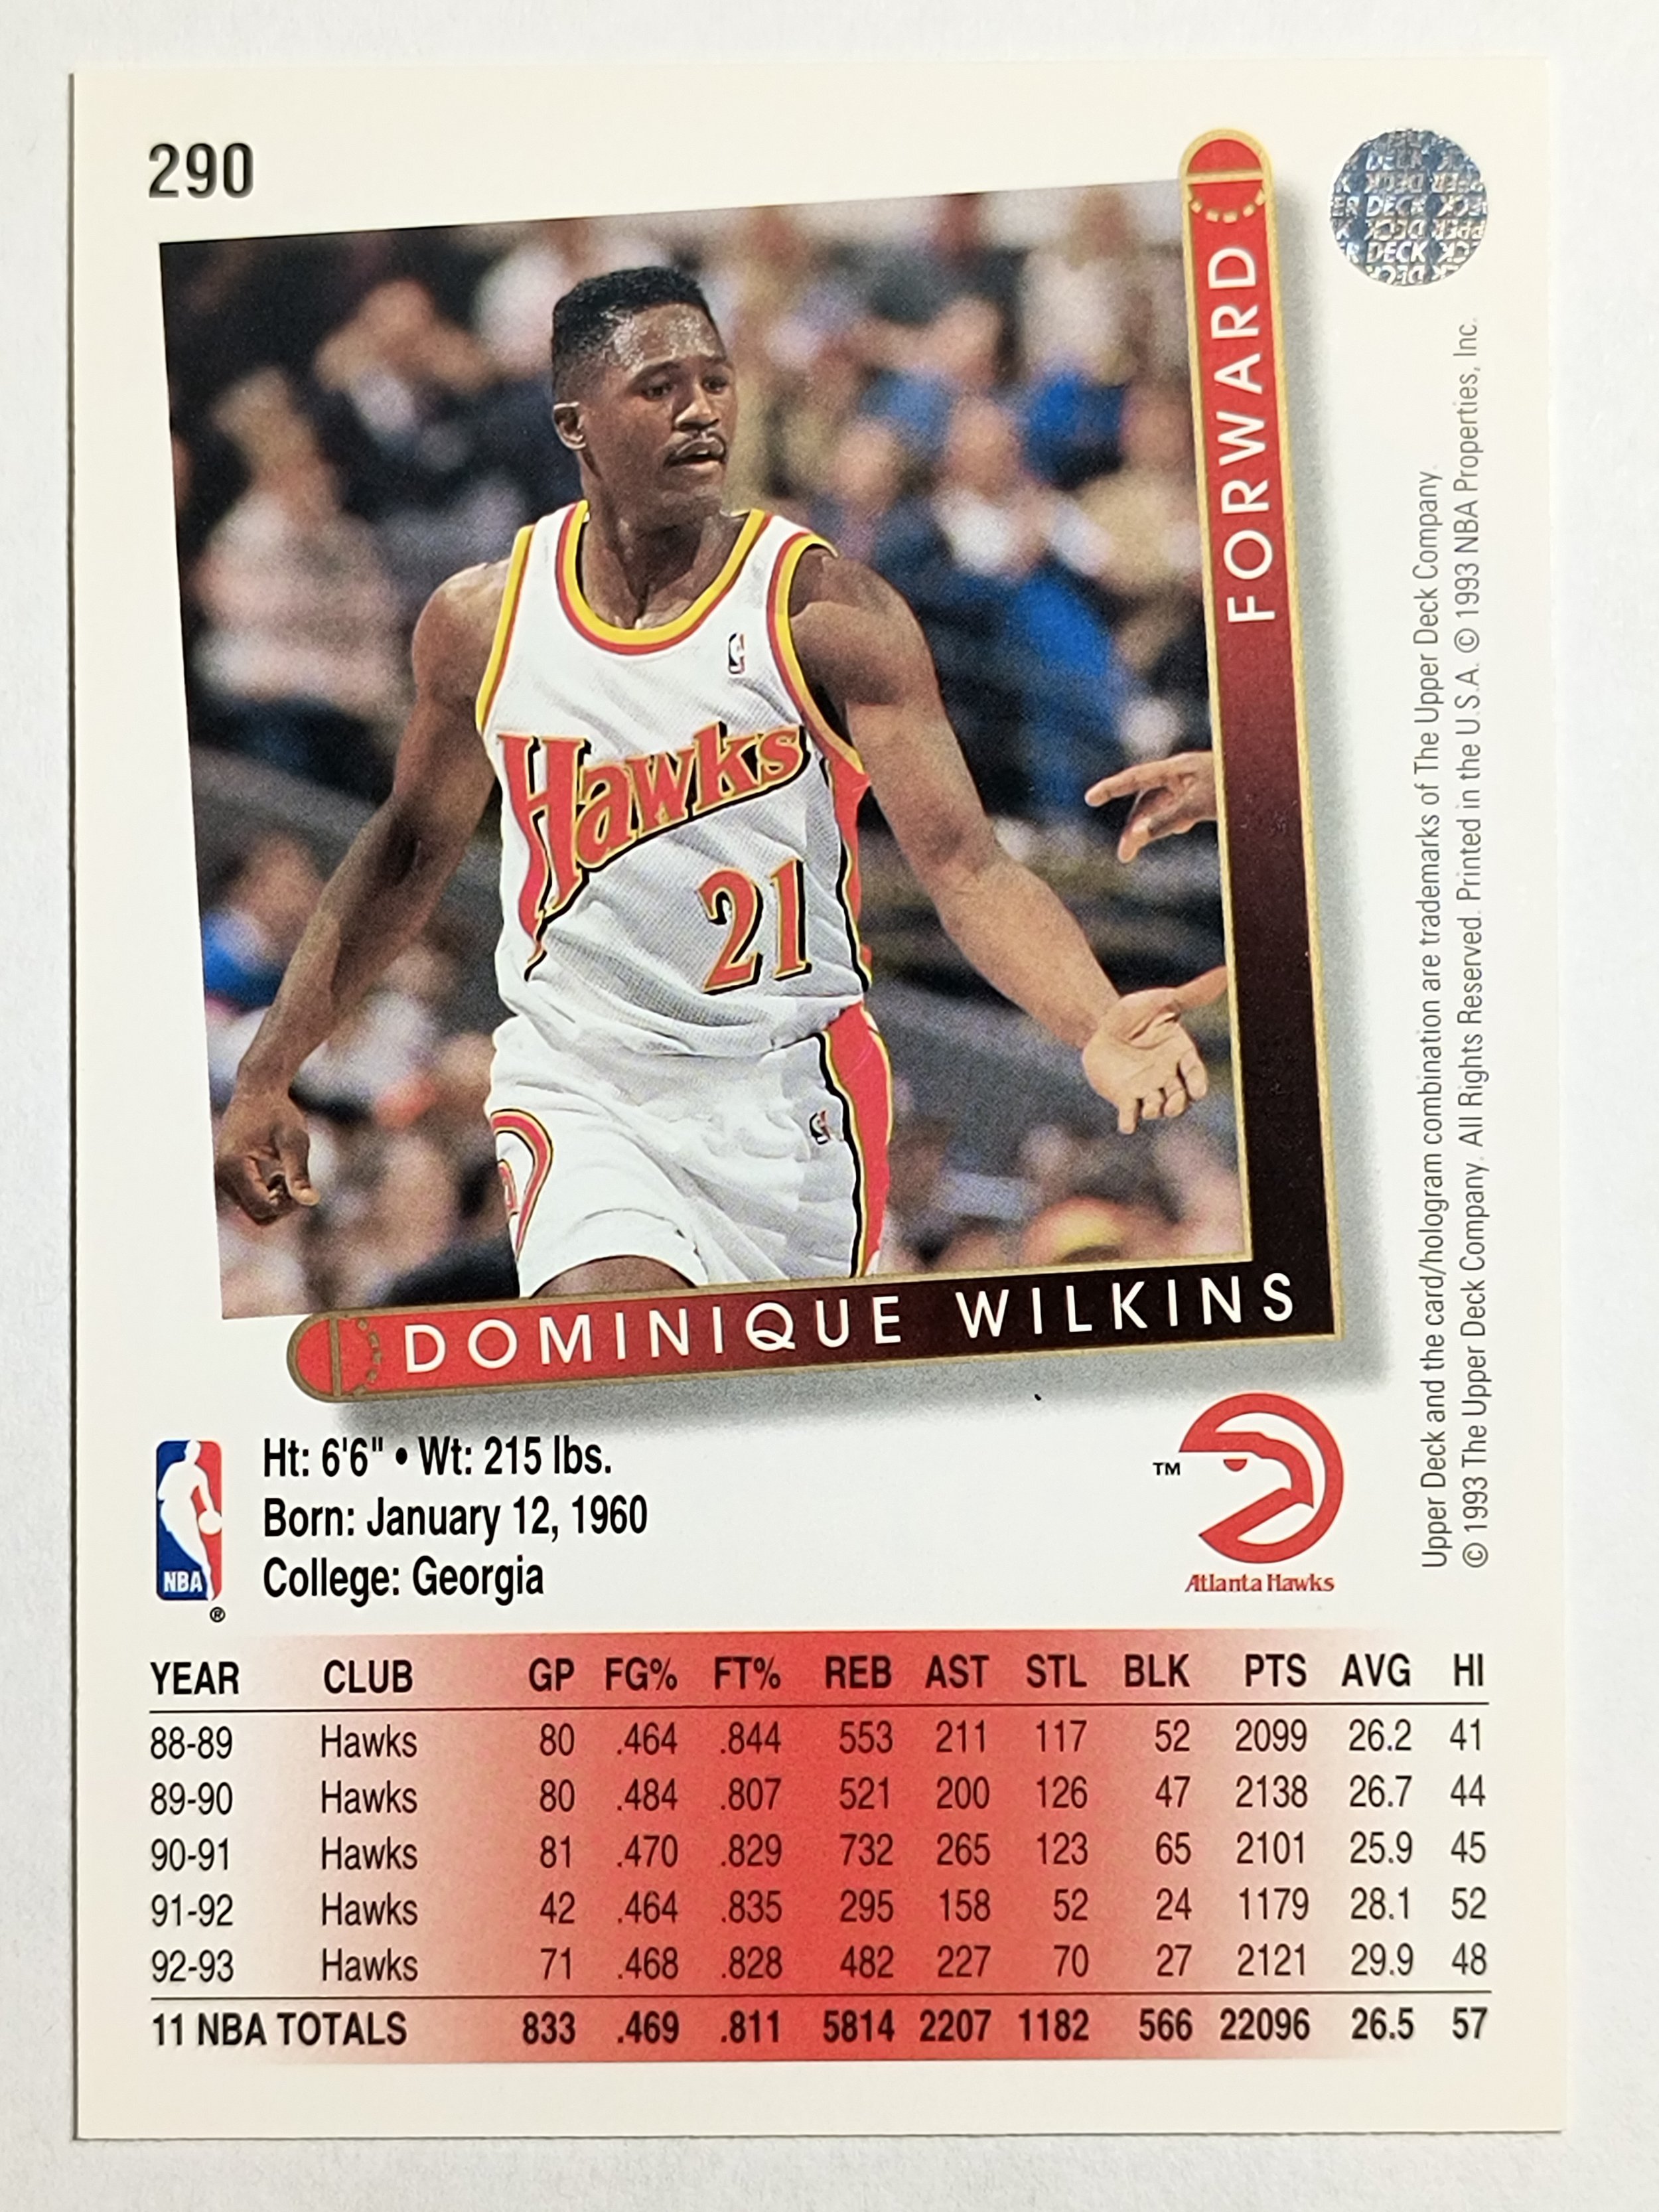 290
UPPER DECK
FORWARD
Hawks
21
DOMINIQUE WILKINS
Ht: 6'6" • Wt: 215 lbs.
Born: January 12, 1960
College: Georgia
NBA
®
TM
Atlanta Hawks
Upper Deck and the card/hologram combination are trademarks of The Upper Deck Company.
© 1993 The Upper Deck Company. All Rights Reserved. Printed in the U.S.A. © 1993 NBA Properties, Inc.
YEAR CLUB GP FG% FT% REB AST STL BLK PTS AVG HI
88-89 Hawks 80 .464 .844 553 211 117 52 2099 26.2 41
89-90 Hawks 80 .484 .807 521 200 126 47 2138 26.7 44
90-91 Hawks 81 .470 .829 732 265 123 65 2101 25.9 45
91-92 Hawks 42 .464 .835 295 158 52 24 1179 28.1 52
92-93 Hawks 71 .468 .828 482 227 70 27 2121 29.9 48
11 NBA TOTALS 833 .469 .811 5814 2207 1182 566 22096 26.5 57